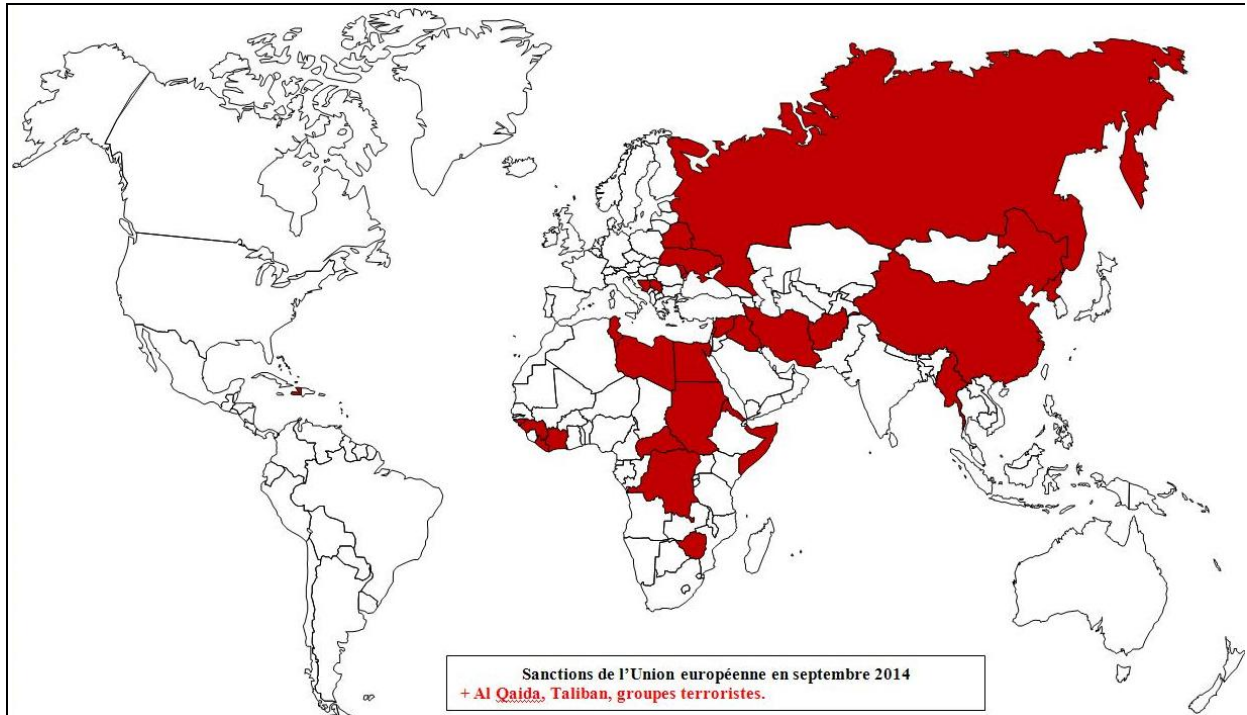 Sanctions de l’Union européenne en septembre 2014
+ Al Qaida, Taliban, groupes terroristes.